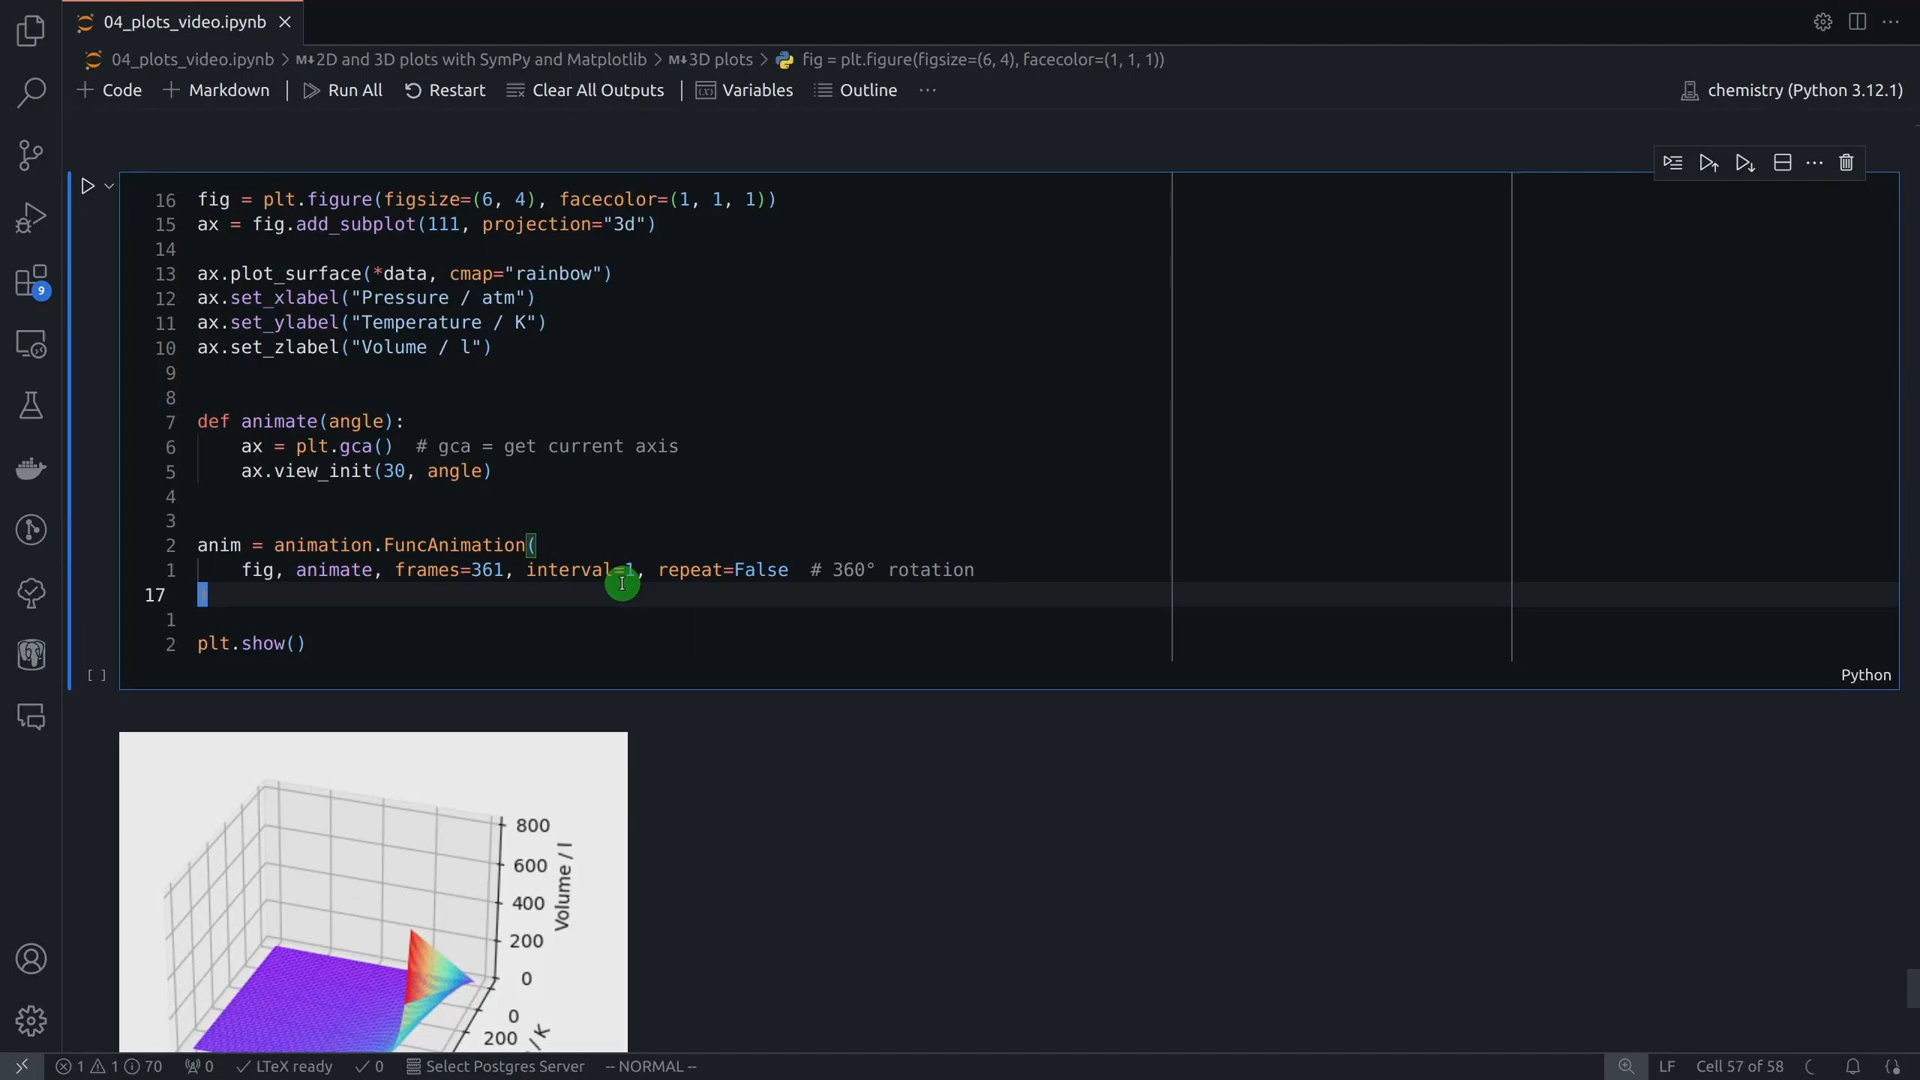 04_plots_video.ipynb
04_plots_video.ipynb > M↓2D and 3D plots with SymPy and Matplotlib > M↓3D plots > fig = plt.figure(figsize=(6, 4), facecolor=(1, 1, 1))
+ Code + Markdown | Run All Restart Clear All Outputs | Variables Outline ··· chemistry (Python 3.12.1)
9
16 fig = plt.figure(figsize=(6, 4), facecolor=(1, 1, 1))
15 ax = fig.add_subplot(111, projection="3d")
14
13 ax.plot_surface(*data, cmap="rainbow")
12 ax.set_xlabel("Pressure / atm")
11 ax.set_ylabel("Temperature / K")
10 ax.set_zlabel("Volume / l")
9
8
7 def animate(angle):
6 ax = plt.gca() # gca = get current axis
5 ax.view_init(30, angle)
4
3
2 anim = animation.FuncAnimation(
1 fig, animate, frames=361, interval=1, repeat=False # 360° rotation
17 )
1
2 plt.show()
[ ] Python
800
600
400
200
0
Volume / l
0
200
/ K
1 1 70 0 LTeX ready 0 Select Postgres Server -- NORMAL -- LF Cell 57 of 58